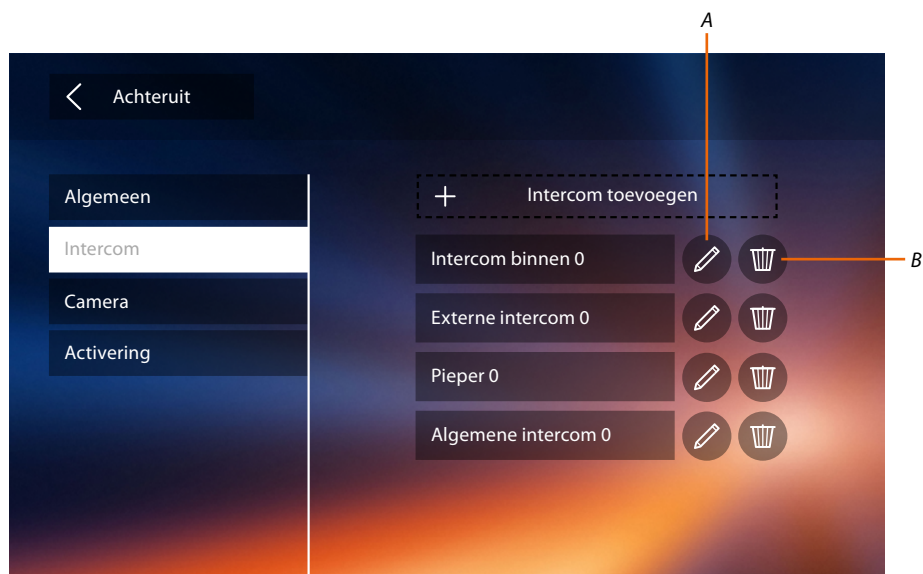 A
Achteruit
Algemeen
Intercom
Camera
Activering
Intercom toevoegen
Intercom binnen 0
B
Externe intercom 0
Pieper 0
Algemene intercom 0